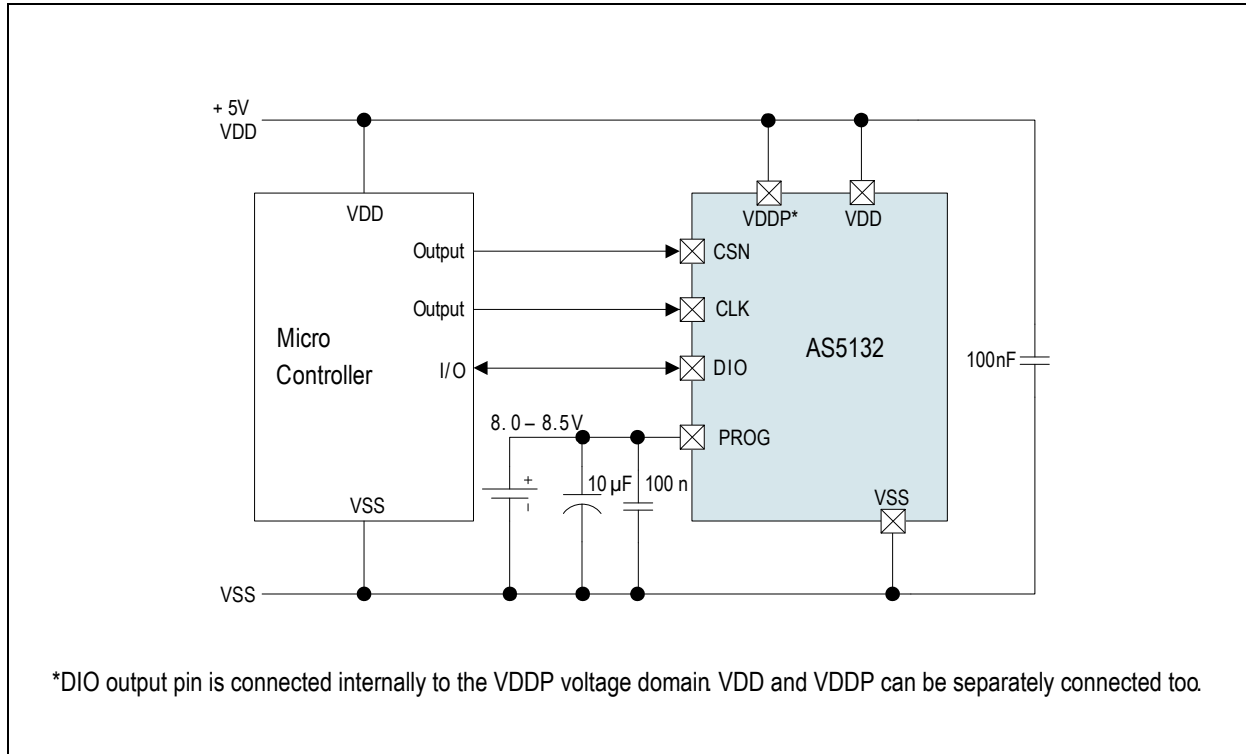 + 5V
VDD
VDD
VDDP*
VDD
Output
CSN
Output
CLK
Micro
Controller
AS5132
I/O
DIO
100nF
8.0 – 8.5V
PROG
+
–
10 µF
100 n
VSS
VSS
VSS
*DIO output pin is connected internally to the VDDP voltage domain. VDD and VDDP can be separately connected too.